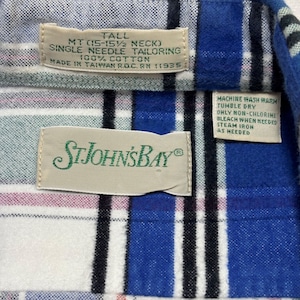 TALL
MT (15-15½ NECK)
SINGLE NEEDLE TAILORING
100% COTTON
MADE IN TAIWAN R.O.C. RN 11935
MACHINE WASH WARM
TUMBLE DRY
ONLY NON-CHLORINE
BLEACH WHEN NEEDED
STEAM IRON
AS NEEDED
ST. JOHN'S BAY®